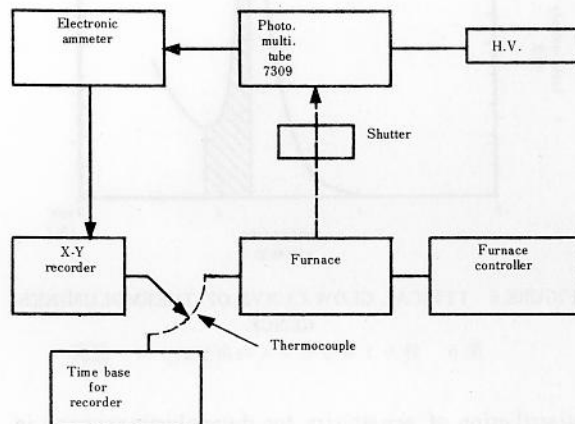 Electronic
ammeter
Photo.
multi.
tube
7309
H.V.
Shutter
X-Y
recorder
Furnace
Furnace
controller
Thermocouple
Time base
for
recorder